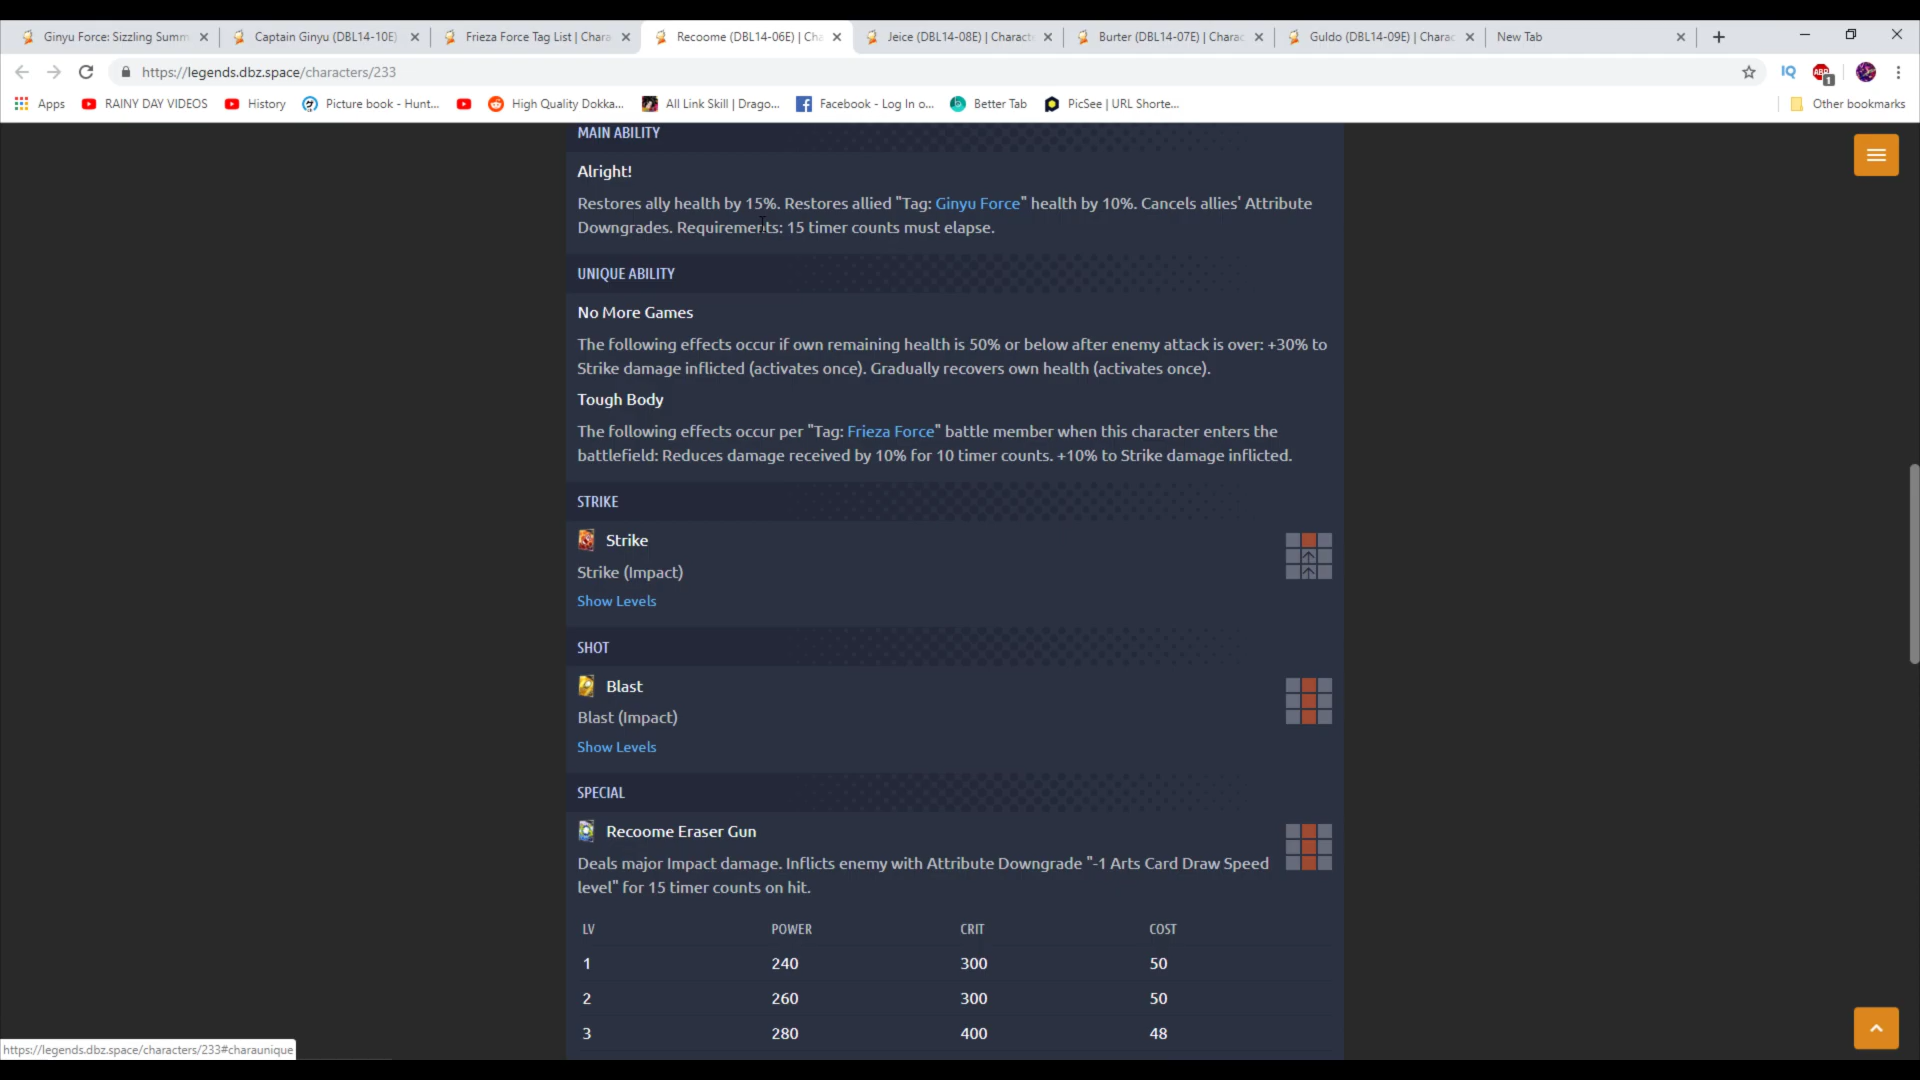 Ginyu Force: Sizzling Summ
Captain Ginyu (DBL14-10E)
Frieza Force Tag List | Chara
Recoome (DBL14-06E) | Cha
Jeice (DBL14-08E) | Charact
Burter (DBL14-07E) | Charac
Guldo (DBL14-09E) | Charac
New Tab
https://legends.dbz.space/characters/233
IQ
ABP
1
Apps
RAINY DAY VIDEOS
History
Picture book - Hunt...
High Quality Dokka...
All Link Skill | Drago...
Facebook - Log In o...
Better Tab
PicSee | URL Shorte...
Other bookmarks
MAIN ABILITY
Alright!
Restores ally health by 15%. Restores allied "Tag: Ginyu Force" health by 10%. Cancels allies' Attribute
Downgrades. Requirements: 15 timer counts must elapse.
UNIQUE ABILITY
No More Games
The following effects occur if own remaining health is 50% or below after enemy attack is over: +30% to
Strike damage inflicted (activates once). Gradually recovers own health (activates once).
Tough Body
The following effects occur per "Tag: Frieza Force" battle member when this character enters the
battlefield: Reduces damage received by 10% for 10 timer counts. +10% to Strike damage inflicted.
STRIKE
Strike
Strike (Impact)
Show Levels
SHOT
Blast
Blast (Impact)
Show Levels
SPECIAL
Recoome Eraser Gun
Deals major Impact damage. Inflicts enemy with Attribute Downgrade "-1 Arts Card Draw Speed
level" for 15 timer counts on hit.
LV POWER CRIT COST
1 240 300 50
2 260 300 50
3 280 400 48
https://legends.dbz.space/characters/233#charaunique